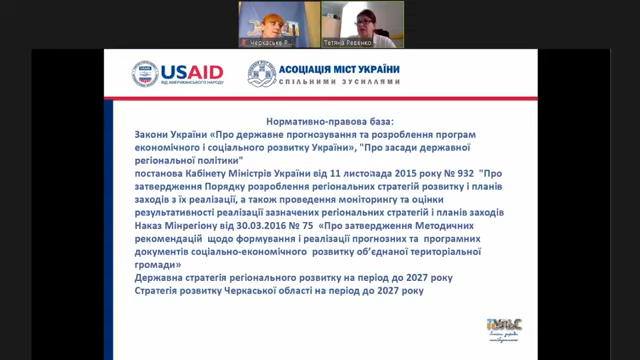 Черкаське Р...
Тетяна Ревенко
USAID
ВІД АМЕРИКАНСЬКОГО НАРОДУ
АСОЦІАЦІЯ МІСТ УКРАЇНИ
СПІЛЬНИМИ ЗУСИЛЛЯМИ
Нормативно-правова база:
Закони України «Про державне прогнозування та розроблення програм
економічного і соціального розвитку України», "Про засади державної
регіональної політики"
постанова Кабінету Міністрів України від 11 листопада 2015 року № 932 "Про
затвердження Порядку розроблення регіональних стратегій розвитку і планів
заходів з їх реалізації, а також проведення моніторингу та оцінки
результативності реалізації зазначених регіональних стратегій і планів заходів
Наказ Мінрегіону від 30.03.2016 № 75 «Про затвердження Методичних
рекомендацій щодо формування і реалізації прогнозних та програмних
документів соціально-економічного розвитку об'єднаної територіальної
громади»
Державна стратегія регіонального розвитку на період до 2027 року
Стратегія розвитку Черкаської області на період до 2027 року
ПУЛЬС